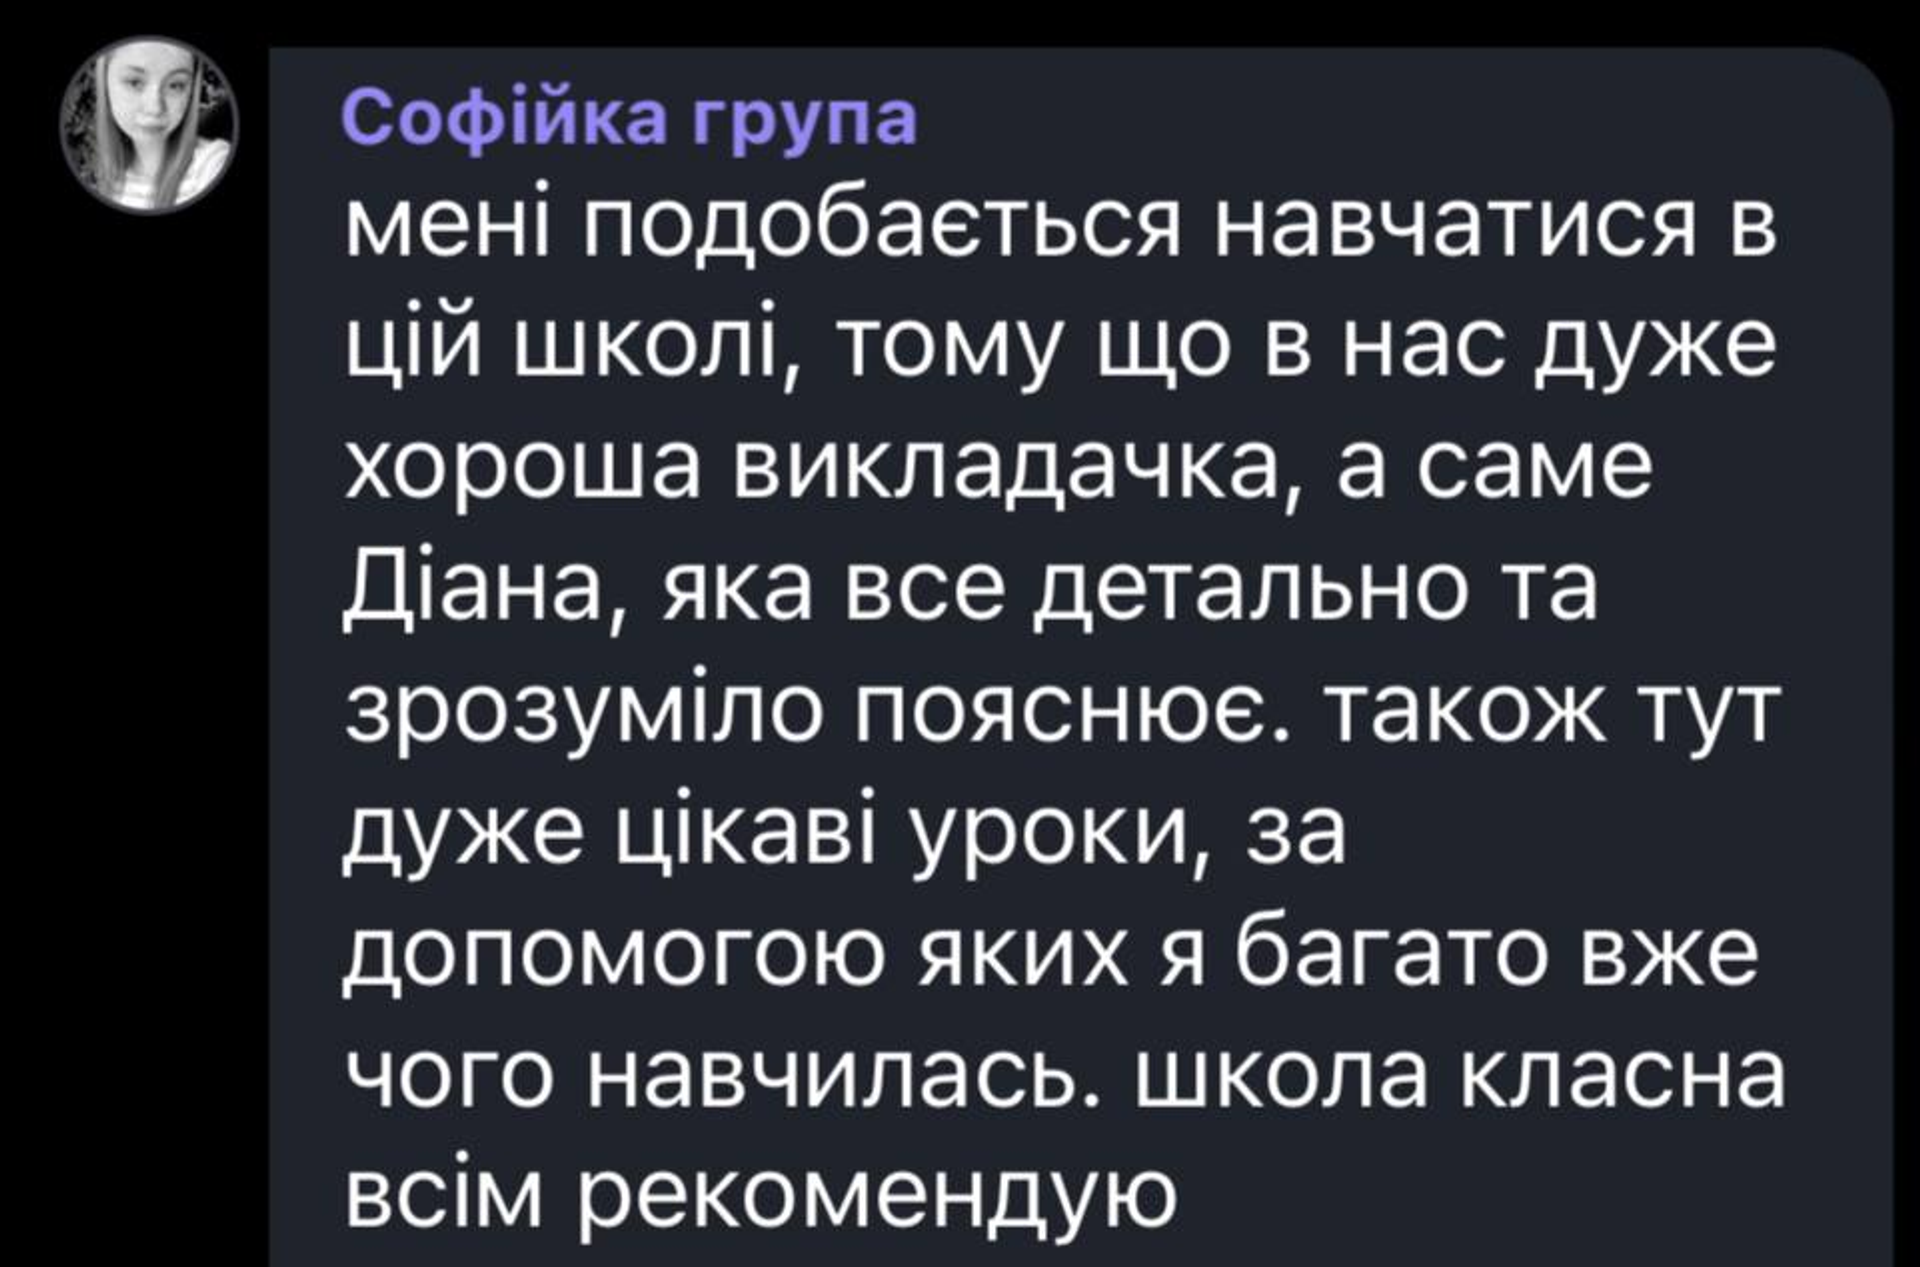 Софійка група
мені подобається навчатися в
цій школі, тому що в нас дуже
хороша викладачка, а саме
Діана, яка все детально та
зрозуміло пояснює. також тут
дуже цікаві уроки, за
допомогою яких я багато вже
чого навчилась. школа класна
всім рекомендую